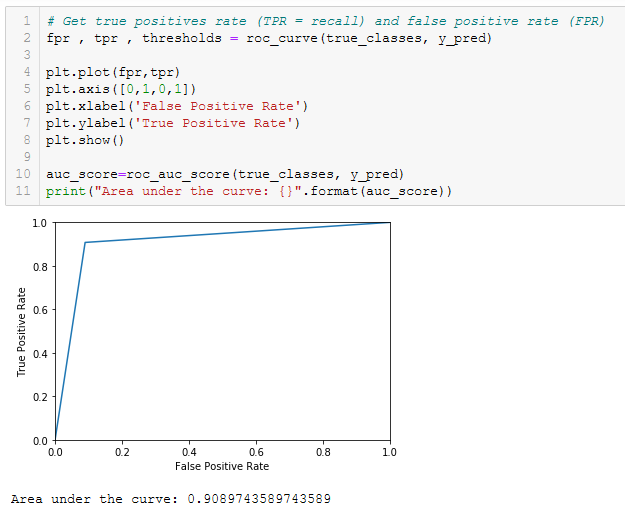 1 # Get true positives rate (TPR = recall) and false positive rate (FPR)
2 fpr , tpr , thresholds = roc_curve(true_classes, y_pred)
3
4 plt.plot(fpr,tpr)
5 plt.axis([0,1,0,1])
6 plt.xlabel('False Positive Rate')
7 plt.ylabel('True Positive Rate')
8 plt.show()
9
10 auc_score=roc_auc_score(true_classes, y_pred)
11 print("Area under the curve: {}".format(auc_score))
1.0
0.8
0.6
0.4
0.2
0.0
True Positive Rate
0.0 0.2 0.4 0.6 0.8 1.0
False Positive Rate
Area under the curve: 0.9089743589743589